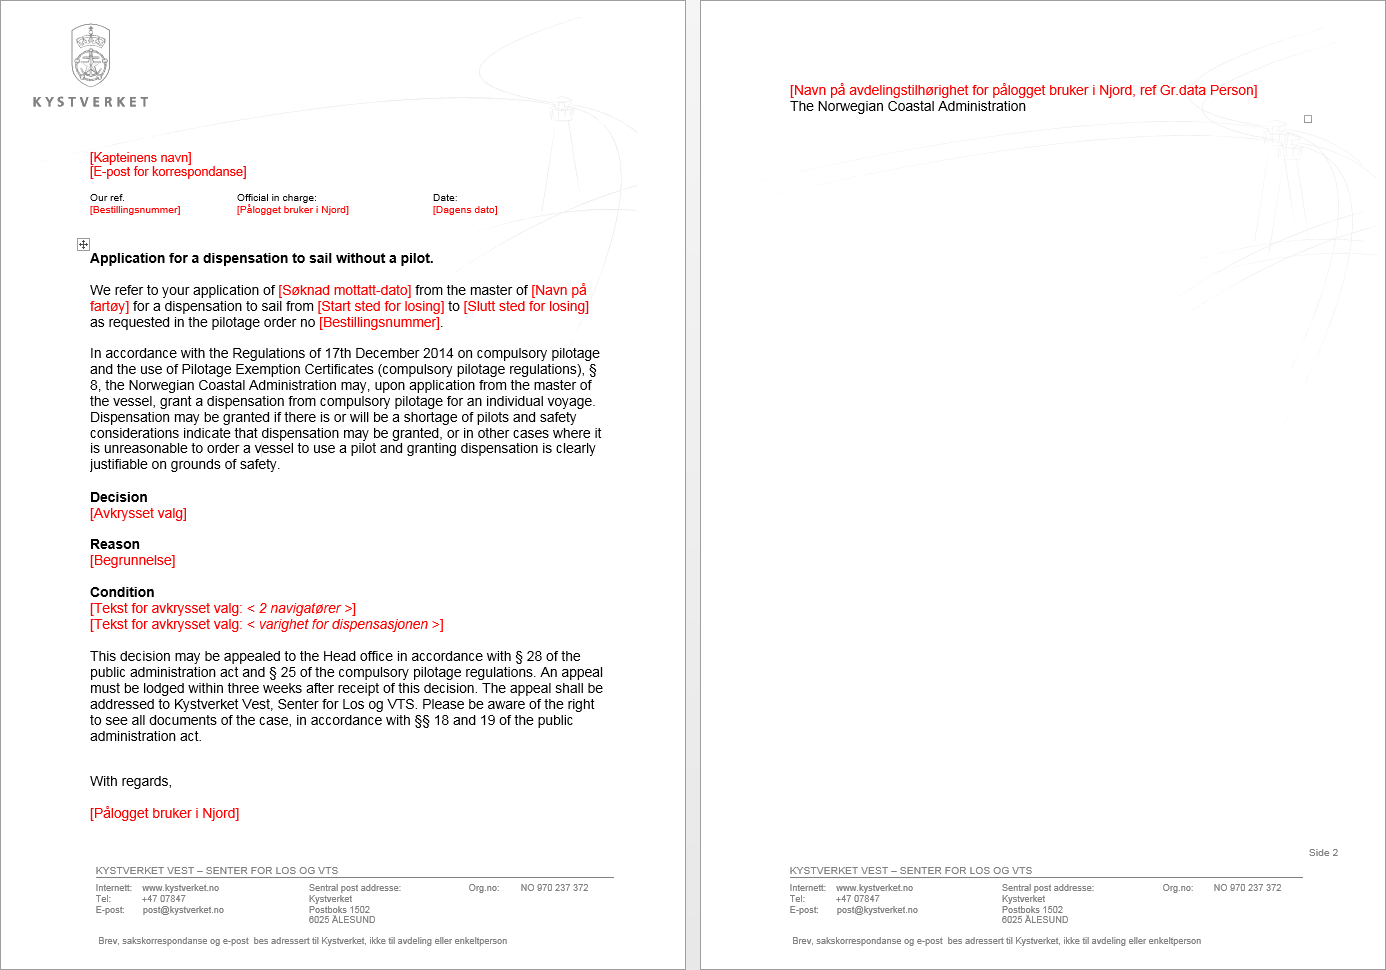 KYSTVERKET
[Kapteinens navn]
[E-post for korrespondanse]
Our ref. Official in charge: Date:
[Bestillingsnummer] [Pålogget bruker i Njord] [Dagens dato]
Application for a dispensation to sail without a pilot.
We refer to your application of [Søknad mottatt-dato] from the master of [Navn på
fartøy] for a dispensation to sail from [Start sted for losing] to [Slutt sted for losing]
as requested in the pilotage order no [Bestillingsnummer].
In accordance with the Regulations of 17th December 2014 on compulsory pilotage
and the use of Pilotage Exemption Certificates (compulsory pilotage regulations), §
8, the Norwegian Coastal Administration may, upon application from the master of
the vessel, grant a dispensation from compulsory pilotage for an individual voyage.
Dispensation may be granted if there is or will be a shortage of pilots and safety
considerations indicate that dispensation may be granted, or in other cases where it
is unreasonable to order a vessel to use a pilot and granting dispensation is clearly
justifiable on grounds of safety.
Decision
[Avkrysset valg]
Reason
[Begrunnelse]
Condition
[Tekst for avkrysset valg: < 2 navigatører >]
[Tekst for avkrysset valg: < varighet for dispensasjonen >]
This decision may be appealed to the Head office in accordance with § 28 of the
public administration act and § 25 of the compulsory pilotage regulations. An appeal
must be lodged within three weeks after receipt of this decision. The appeal shall be
addressed to Kystverket Vest, Senter for Los og VTS. Please be aware of the right
to see all documents of the case, in accordance with §§ 18 and 19 of the public
administration act.
With regards,
[Pålogget bruker i Njord]
KYSTVERKET VEST – SENTER FOR LOS OG VTS
Internett: www.kystverket.no Sentral post addresse: Org.no: NO 970 237 372
Tel: +47 07847 Kystverket
E-post: post@kystverket.no Postboks 1502
6025 ÅLESUND
Brev, sakskorrespondanse og e-post bes adressert til Kystverket, ikke til avdeling eller enkeltperson
[Navn på avdelingstilhørighet for pålogget bruker i Njord, ref Gr.data Person]
The Norwegian Coastal Administration
Side 2
KYSTVERKET VEST – SENTER FOR LOS OG VTS
Internett: www.kystverket.no Sentral post addresse: Org.no: NO 970 237 372
Tel: +47 07847 Kystverket
E-post: post@kystverket.no Postboks 1502
6025 ÅLESUND
Brev, sakskorrespondanse og e-post bes adressert til Kystverket, ikke til avdeling eller enkeltperson